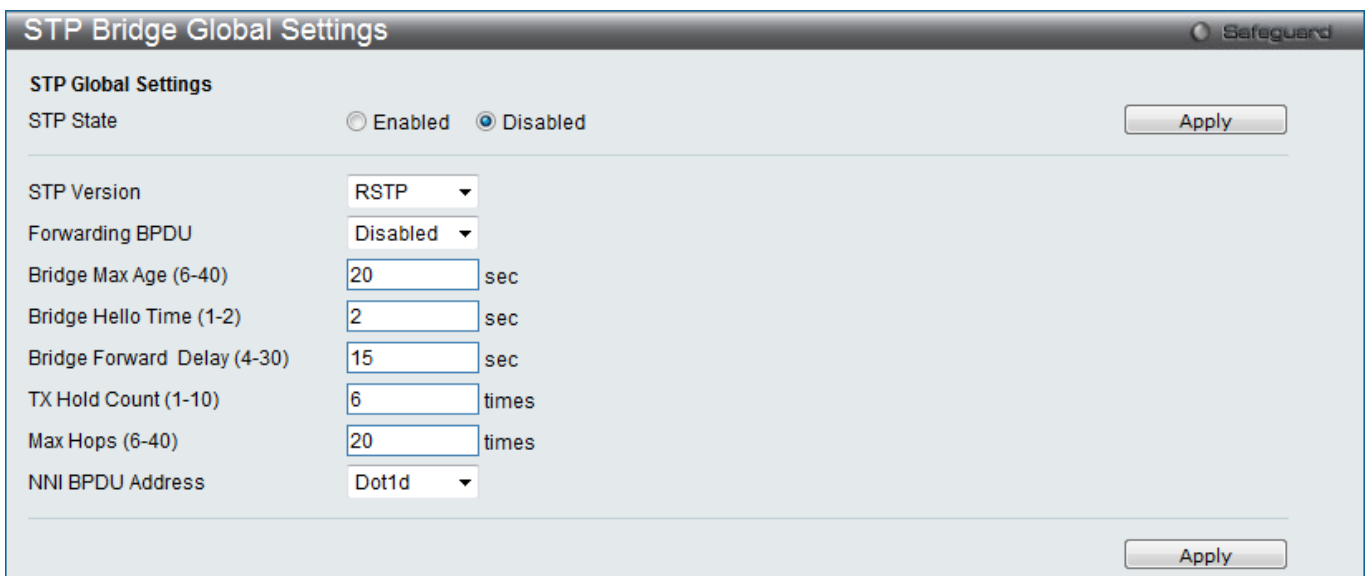 STP Bridge Global Settings
Safeguard
STP Global Settings
STP State Enabled Disabled Apply
STP Version RSTP
Forwarding BPDU Disabled
Bridge Max Age (6-40) 20 sec
Bridge Hello Time (1-2) 2 sec
Bridge Forward Delay (4-30) 15 sec
TX Hold Count (1-10) 6 times
Max Hops (6-40) 20 times
NNI BPDU Address Dot1d
Apply